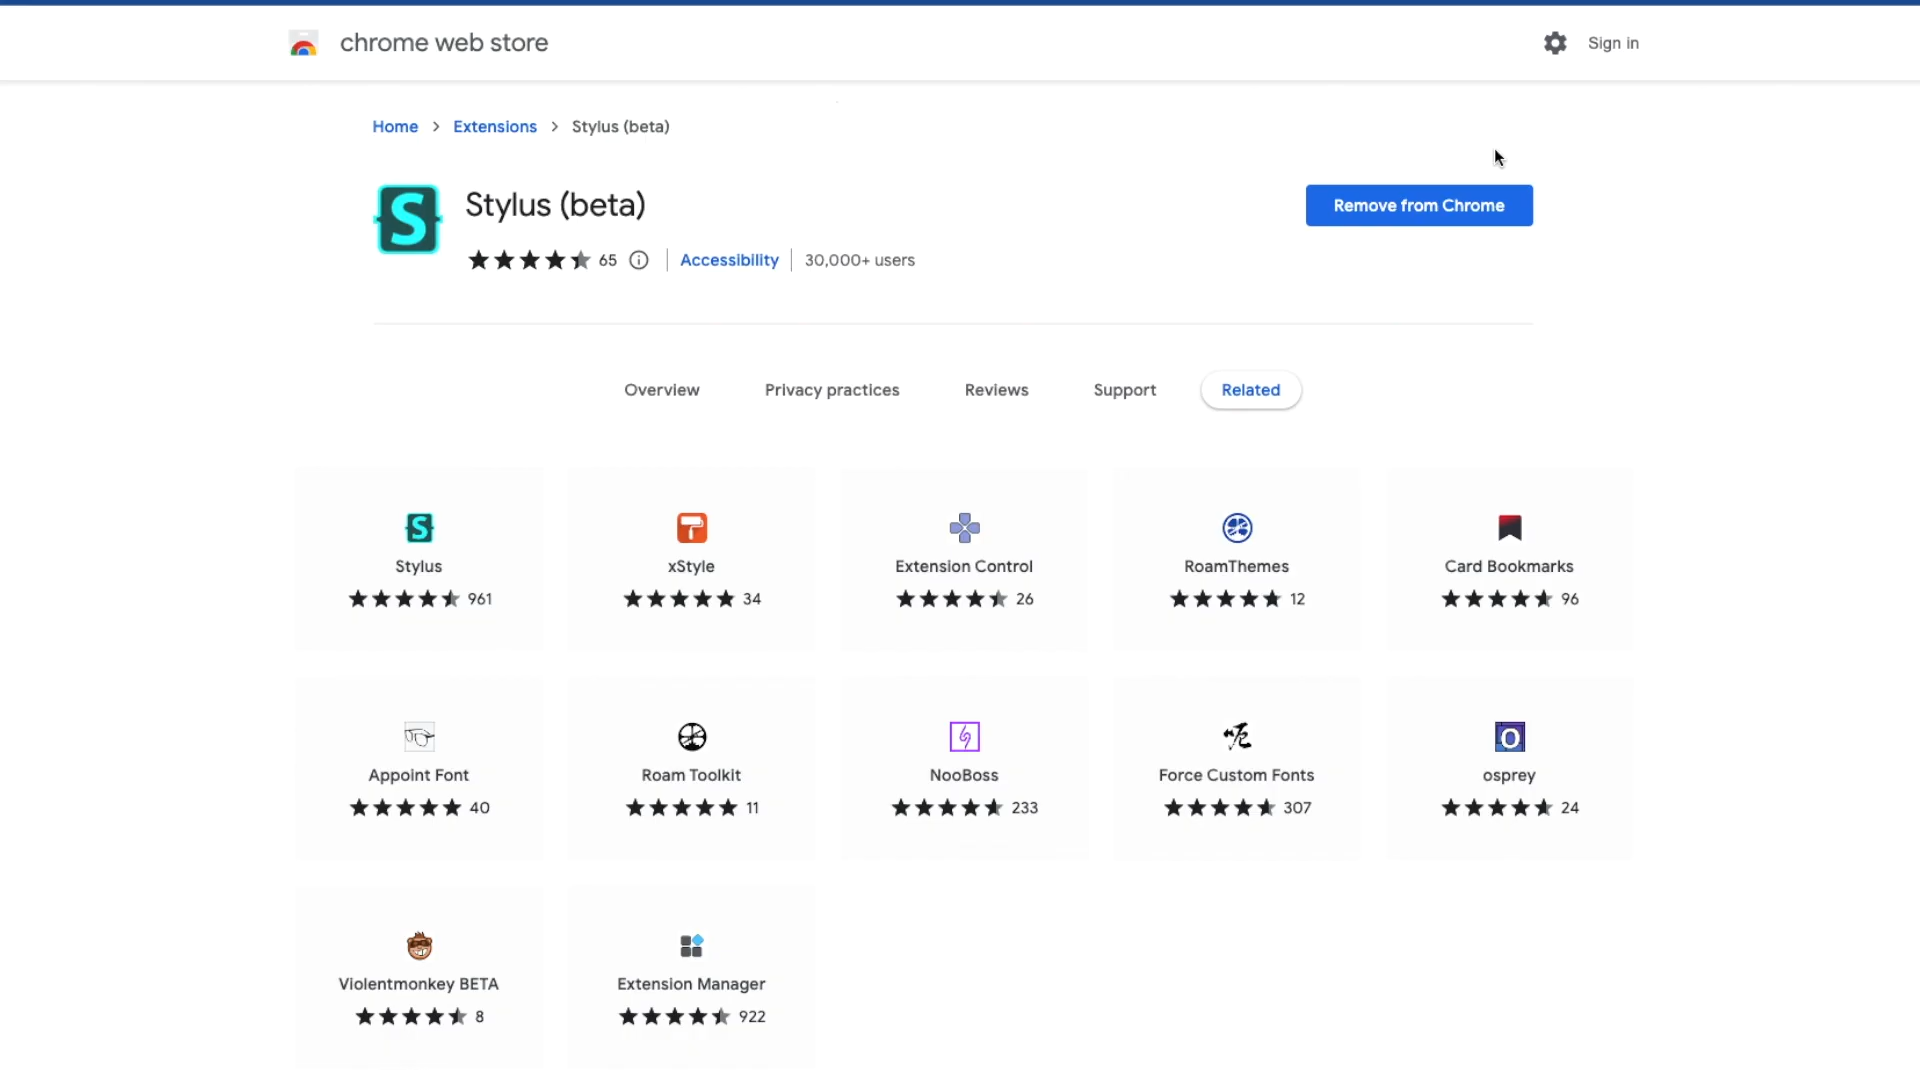 chrome web store
Sign in
Home > Extensions > Stylus (beta)
Stylus (beta)
Remove from Chrome
65 Accessibility 30,000+ users
Overview Privacy practices Reviews Support Related
Stylus xStyle Extension Control RoamThemes Card Bookmarks
961 34 26 12 96
Appoint Font Roam Toolkit NooBoss Force Custom Fonts osprey
40 11 233 307 24
Violentmonkey BETA Extension Manager
8 922